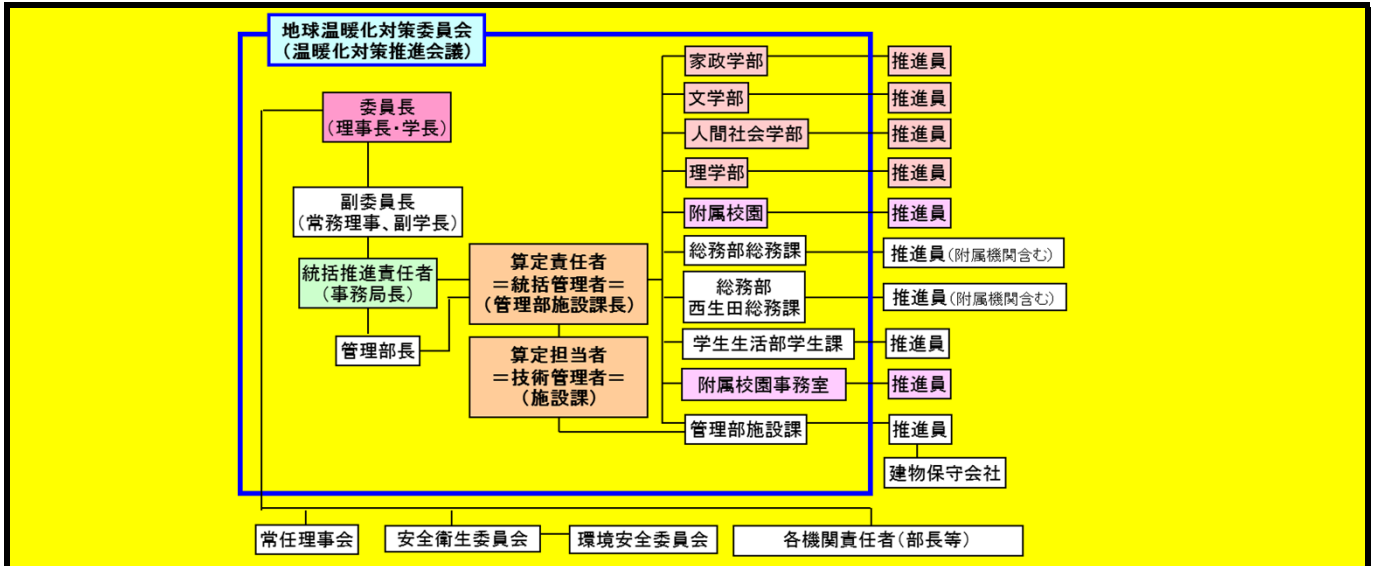 地球温暖化対策委員会
(温暖化対策推進会議)
委員長
(理事長・学長)
副委員長
(常務理事、副学長)
統括推進責任者
(事務局長)
管理部長
算定責任者
=統括管理者=
(管理部施設課長)
算定担当者
=技術管理者=
(施設課)
家政学部
推進員
文学部
推進員
人間社会学部
推進員
理学部
推進員
附属校園
推進員
総務部総務課
推進員(附属機関含む)
総務部
西生田総務課
推進員(附属機関含む)
学生生活部学生課
推進員
附属校園事務室
推進員
管理部施設課
推進員
建物保守会社
常任理事会
安全衛生委員会
環境安全委員会
各機関責任者(部長等)